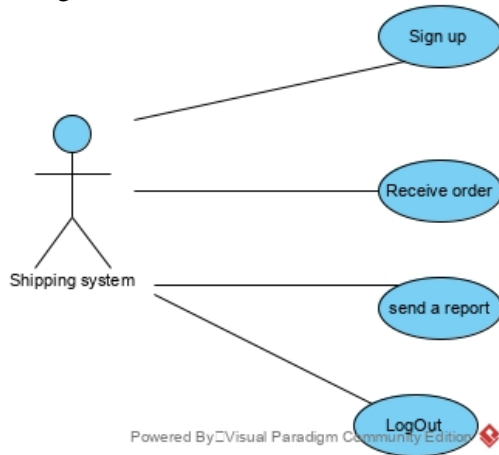 Sign up
Receive order
Shipping system
send a report
LogOut
Powered By□Visual Paradigm Community Edition